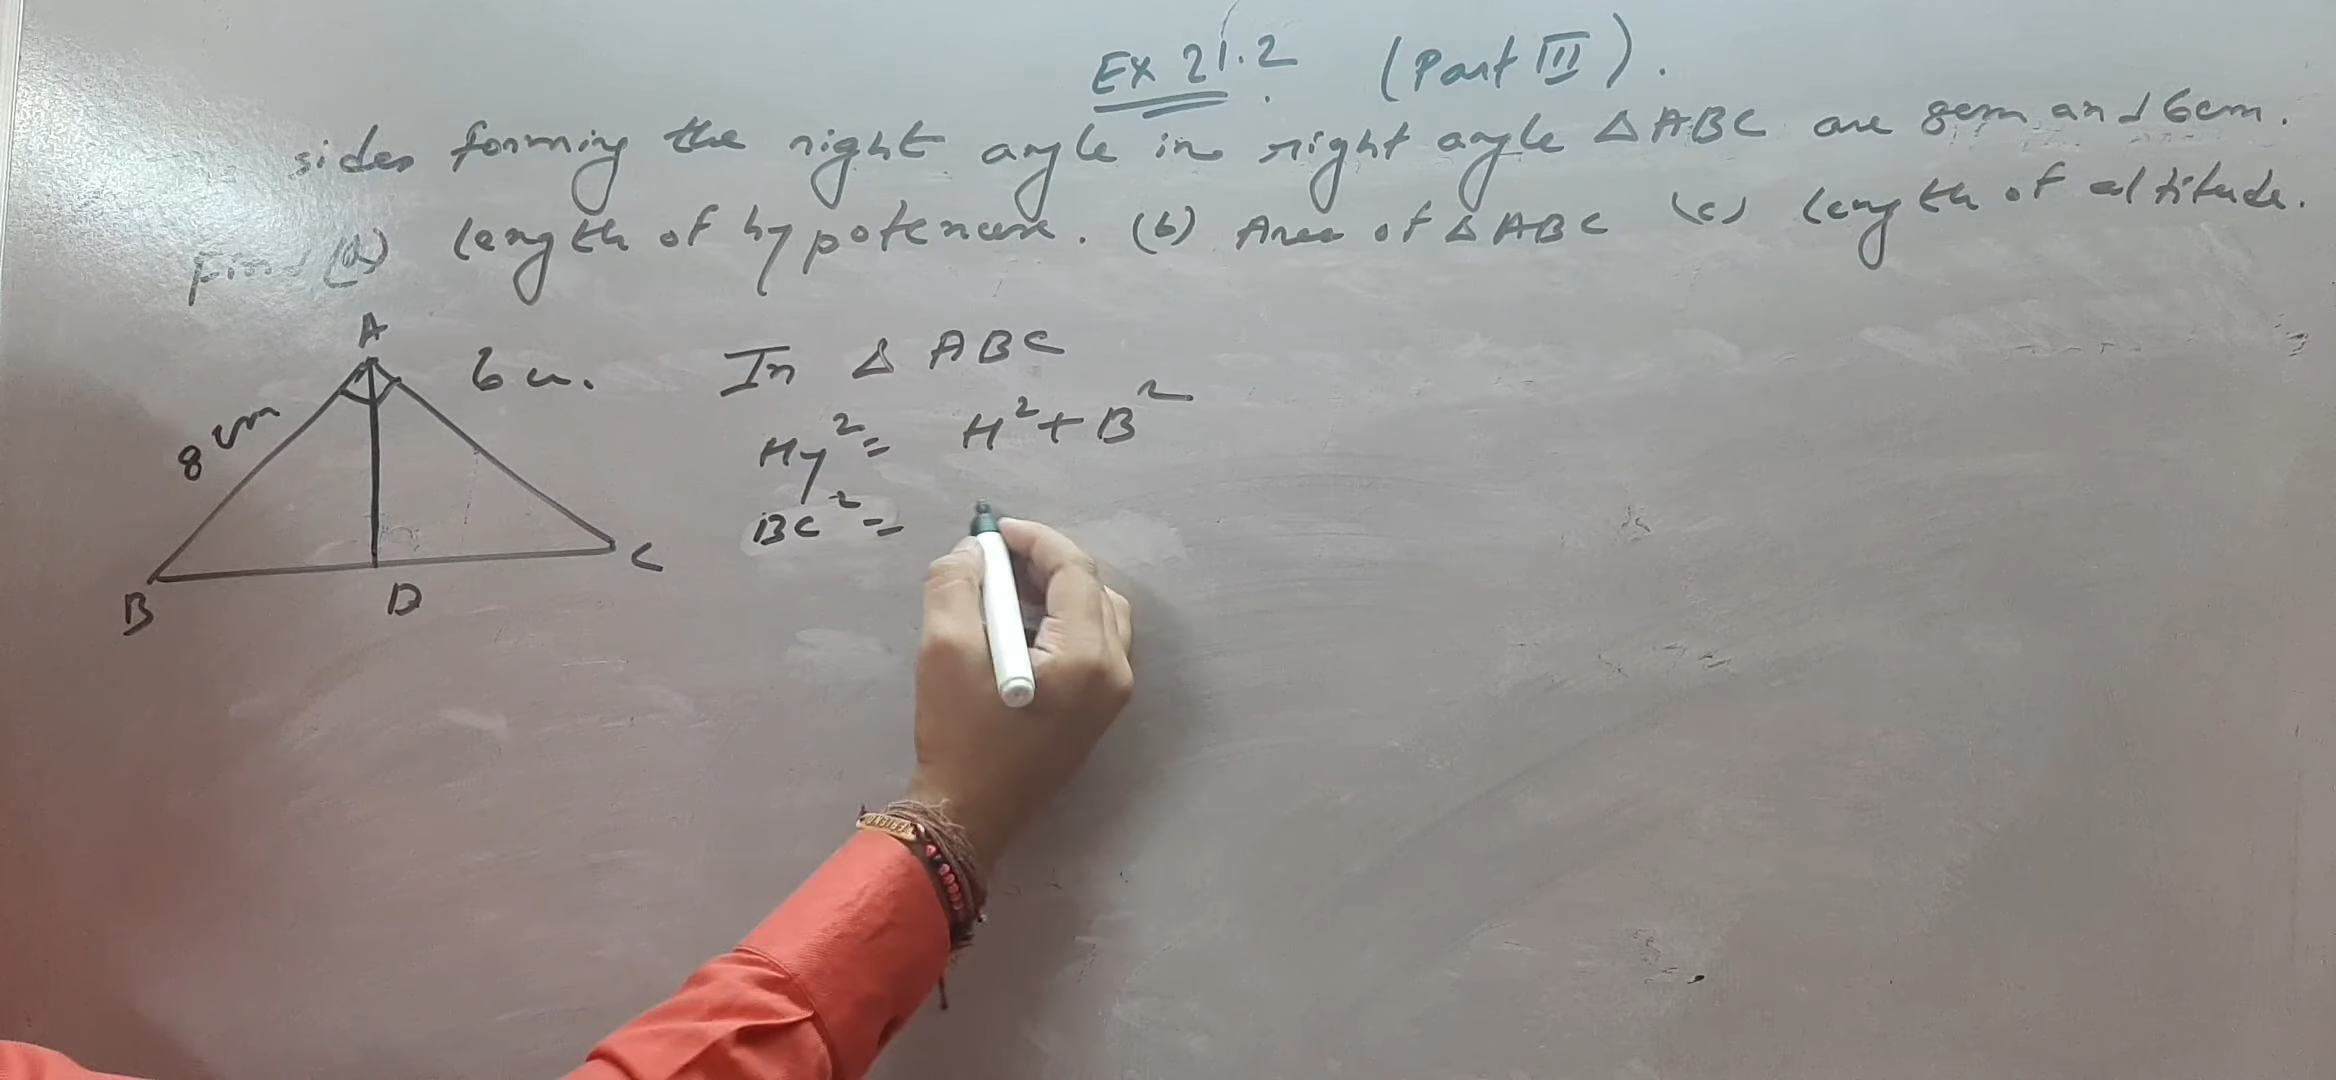 Ex 21.2 (Part III).
sides forming the right angle in right angle △ABC are 8cm and 6cm.
Find (a) length of hypotenuse. (b) Area of △ABC (c) length of altitude.
A
6 cm.
8 cm
B
D
C
In △ ABC
Hy² = H² + B²
BC² =